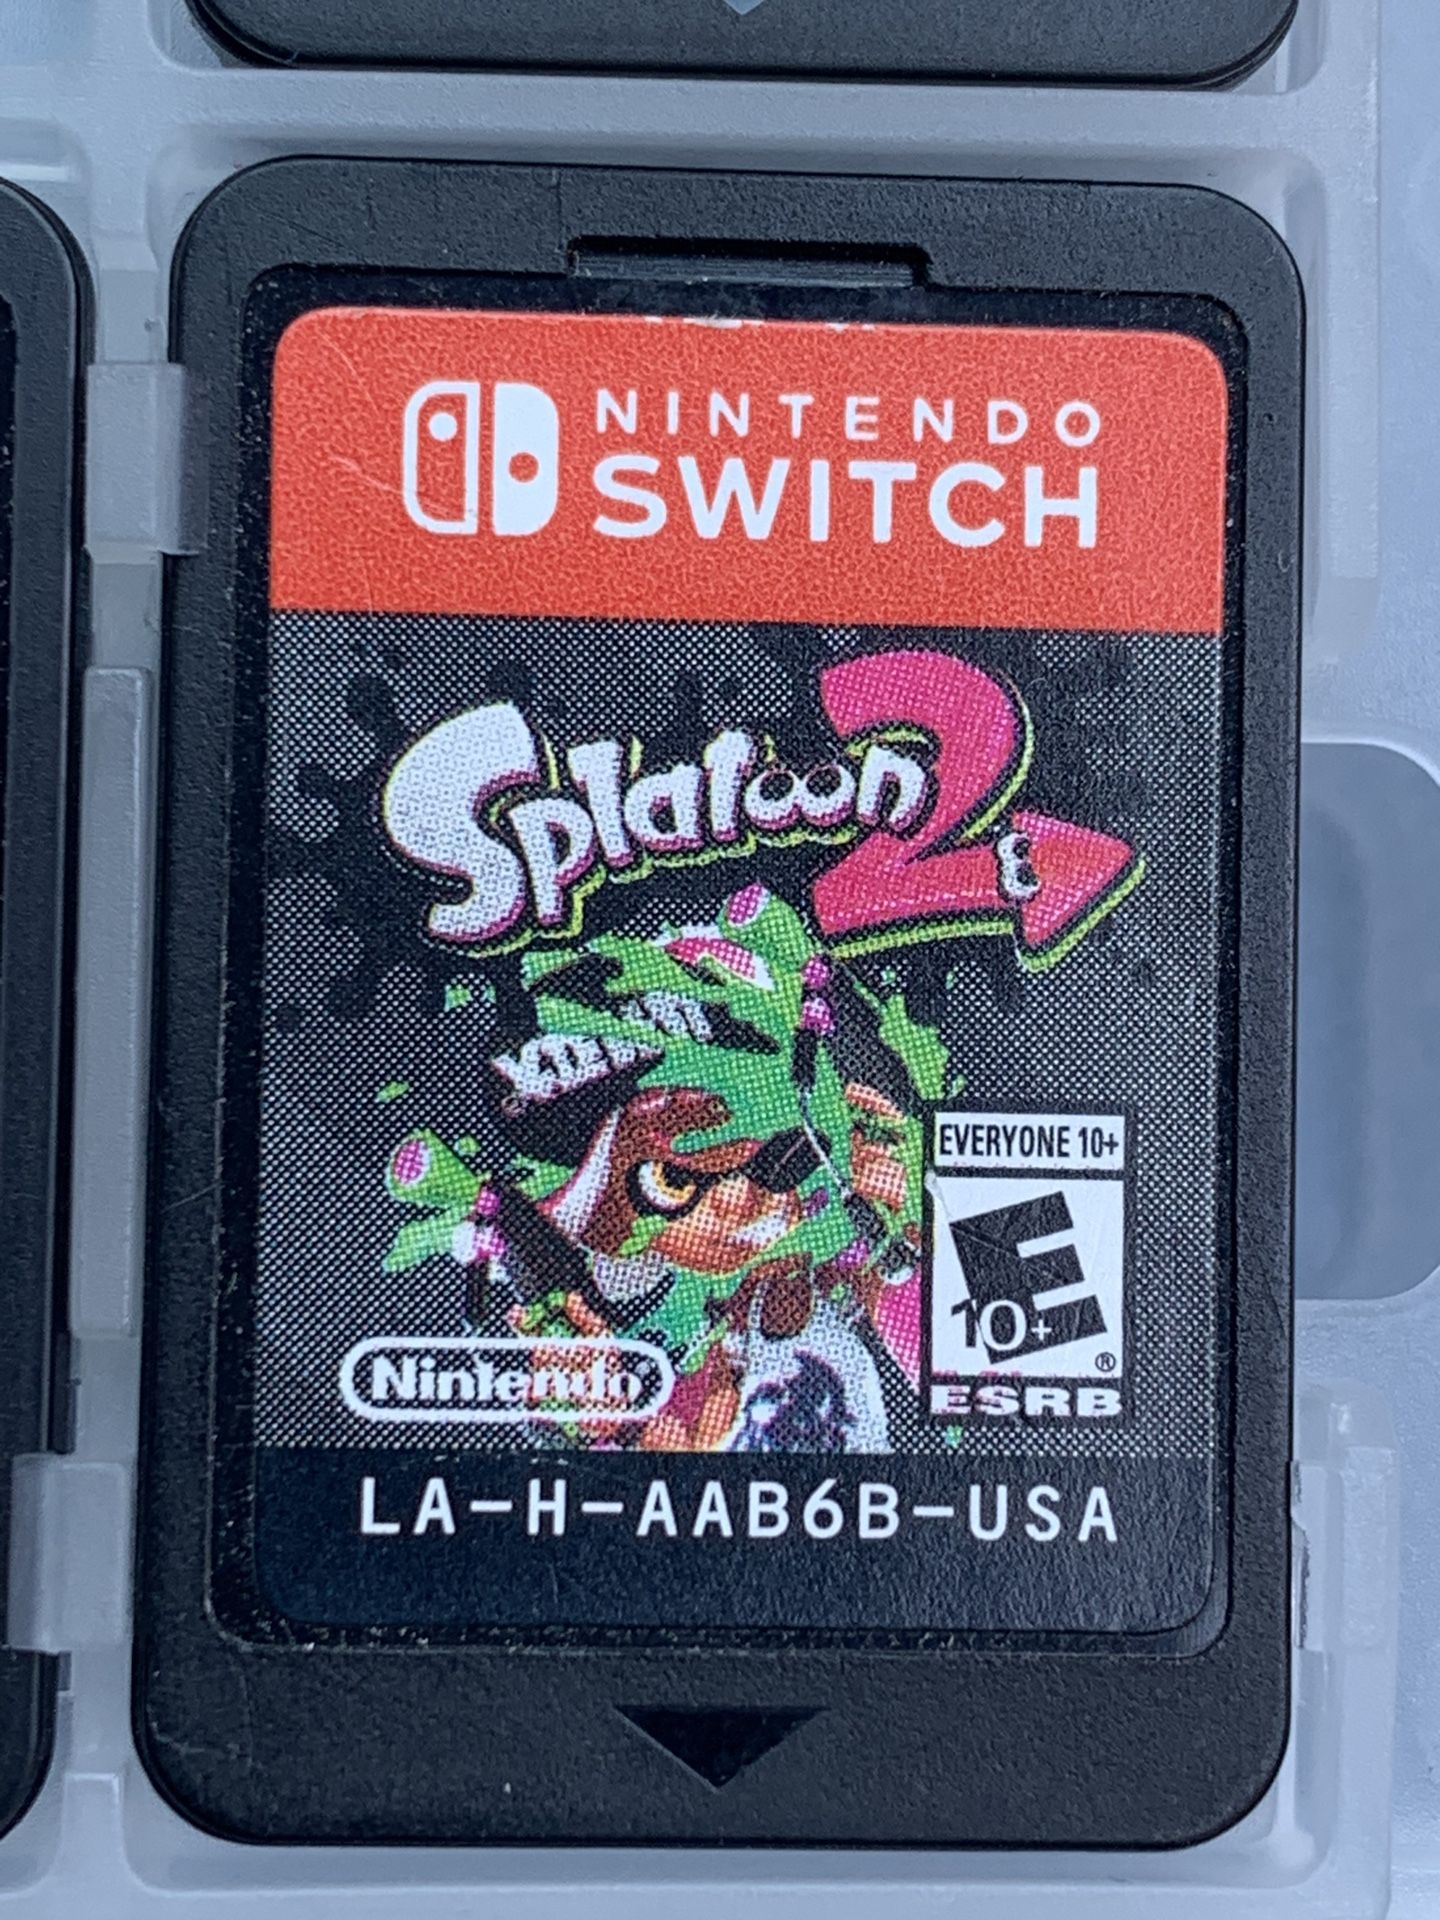 NINTENDO
SWITCH
Splatoon 2
EVERYONE 10+
E
10+
®
ESRB
Nintendo
LA-H-AAB6B-USA